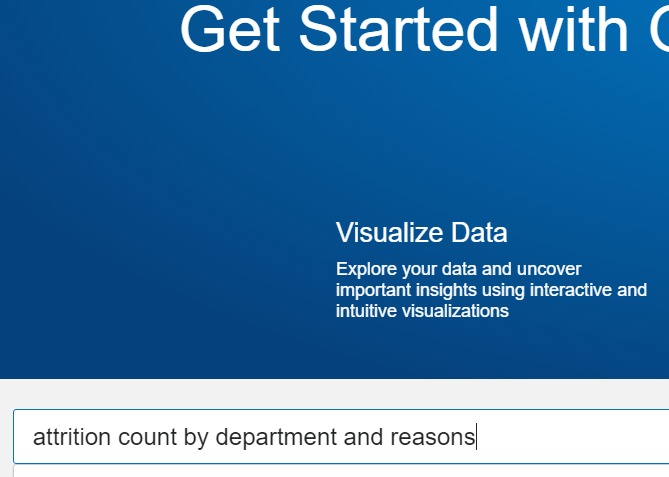 Get Started with
Visualize Data
Explore your data and uncover
important insights using interactive and
intuitive visualizations
attrition count by department and reasons